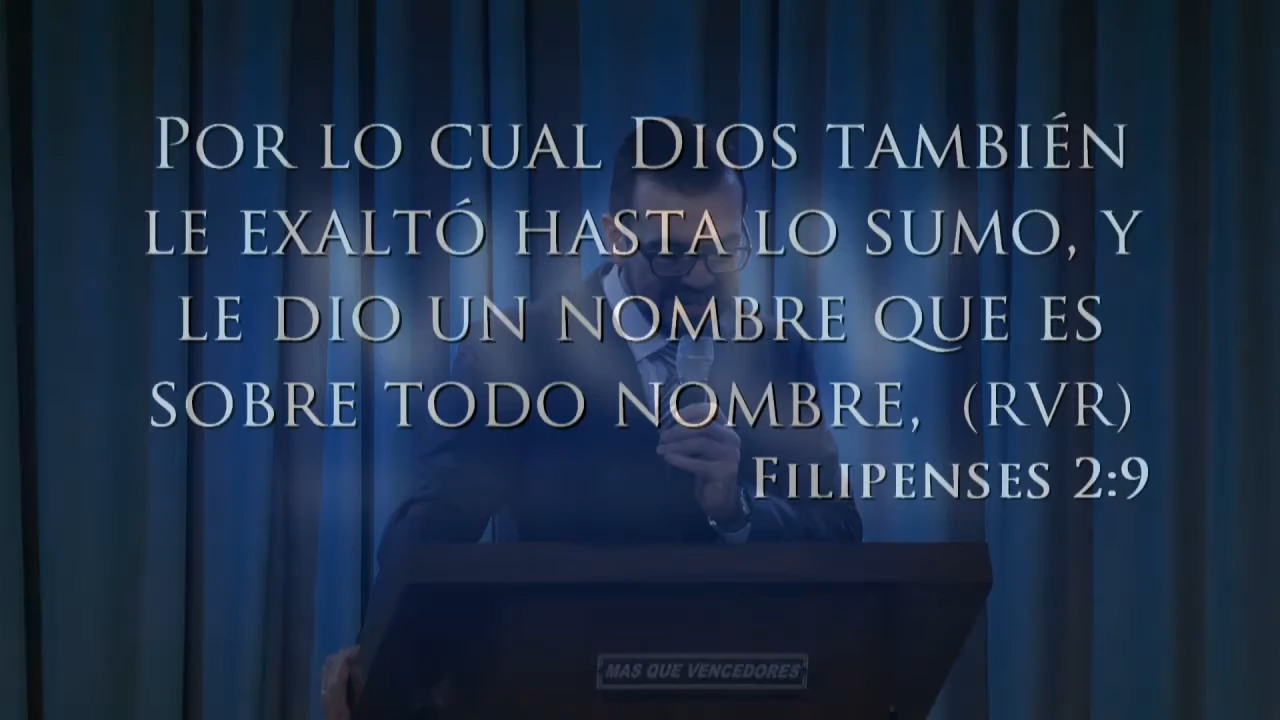 Por lo cual Dios también
le exaltó hasta lo sumo, y
le dio un nombre que es
sobre todo nombre, (RVR)
Filipenses 2:9
MAS QUE VENCEDORES